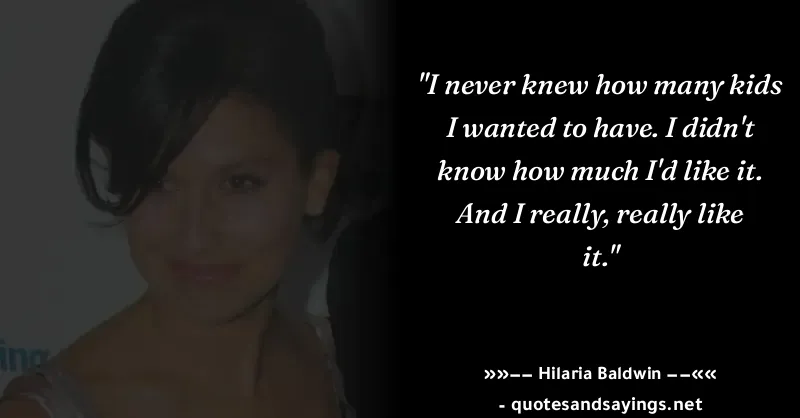 "I never knew how many kids
I wanted to have. I didn't
know how much I'd like it.
And I really, really like
it."
»»–– Hilaria Baldwin ––««
- quotesandsayings.net
ing